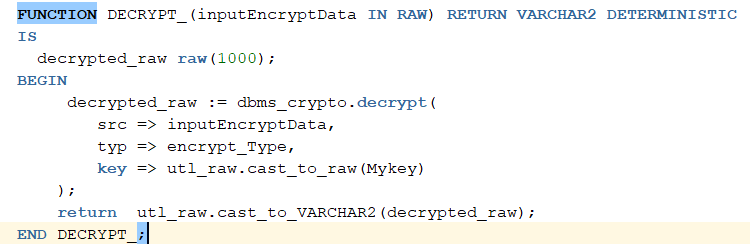 FUNCTION DECRYPT_(inputEncryptData IN RAW) RETURN VARCHAR2 DETERMINISTIC
IS
decrypted_raw raw(1000);
BEGIN
decrypted_raw := dbms_crypto.decrypt(
src => inputEncryptData,
typ => encrypt_Type,
key => utl_raw.cast_to_raw(Mykey)
);
return utl_raw.cast_to_VARCHAR2(decrypted_raw);
END DECRYPT_;